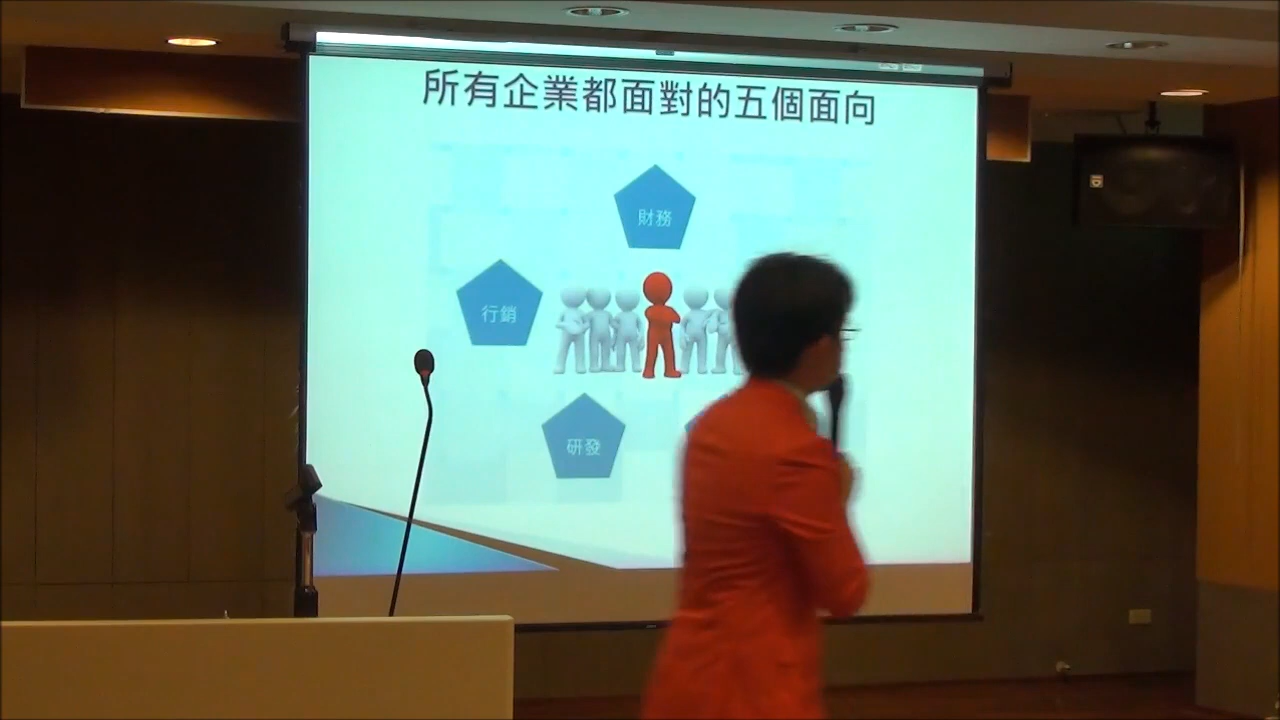 所有企業都面對的五個面向
財務
行銷
研發